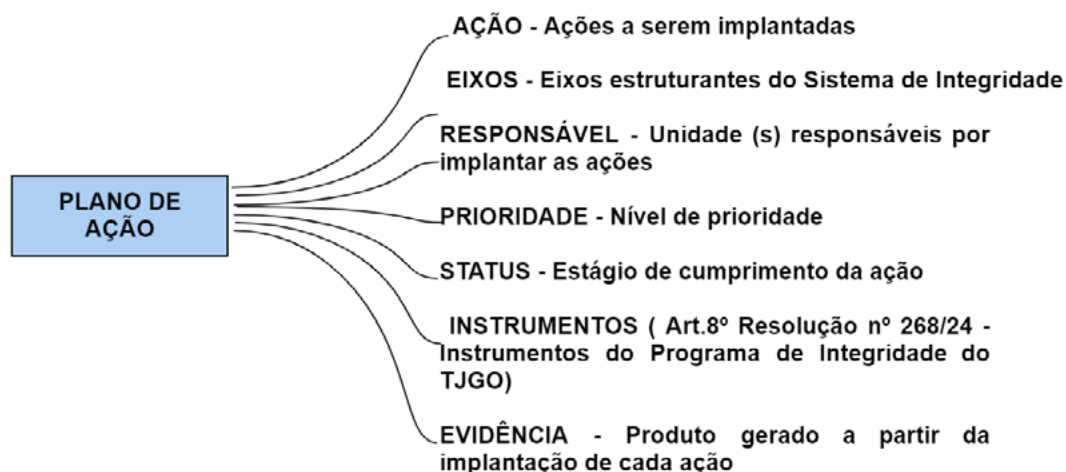 AÇÃO - Ações a serem implantadas
EIXOS - Eixos estruturantes do Sistema de Integridade
RESPONSÁVEL - Unidade (s) responsáveis por
implantar as ações
PLANO DE
AÇÃO
PRIORIDADE - Nível de prioridade
STATUS - Estágio de cumprimento da ação
INSTRUMENTOS ( Art.8º Resolução nº 268/24 -
Instrumentos do Programa de Integridade do
TJGO)
EVIDÊNCIA - Produto gerado a partir da
implantação de cada ação